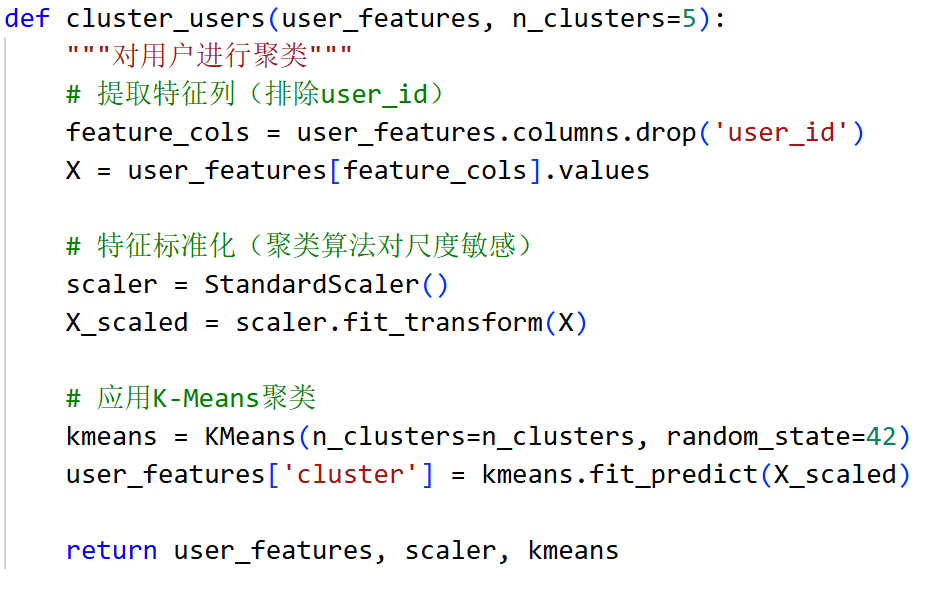 def cluster_users(user_features, n_clusters=5):
    """对用户进行聚类"""
    # 提取特征列（排除user_id）
    feature_cols = user_features.columns.drop('user_id')
    X = user_features[feature_cols].values

    # 特征标准化（聚类算法对尺度敏感）
    scaler = StandardScaler()
    X_scaled = scaler.fit_transform(X)

    # 应用K-Means聚类
    kmeans = KMeans(n_clusters=n_clusters, random_state=42)
    user_features['cluster'] = kmeans.fit_predict(X_scaled)

    return user_features, scaler, kmeans